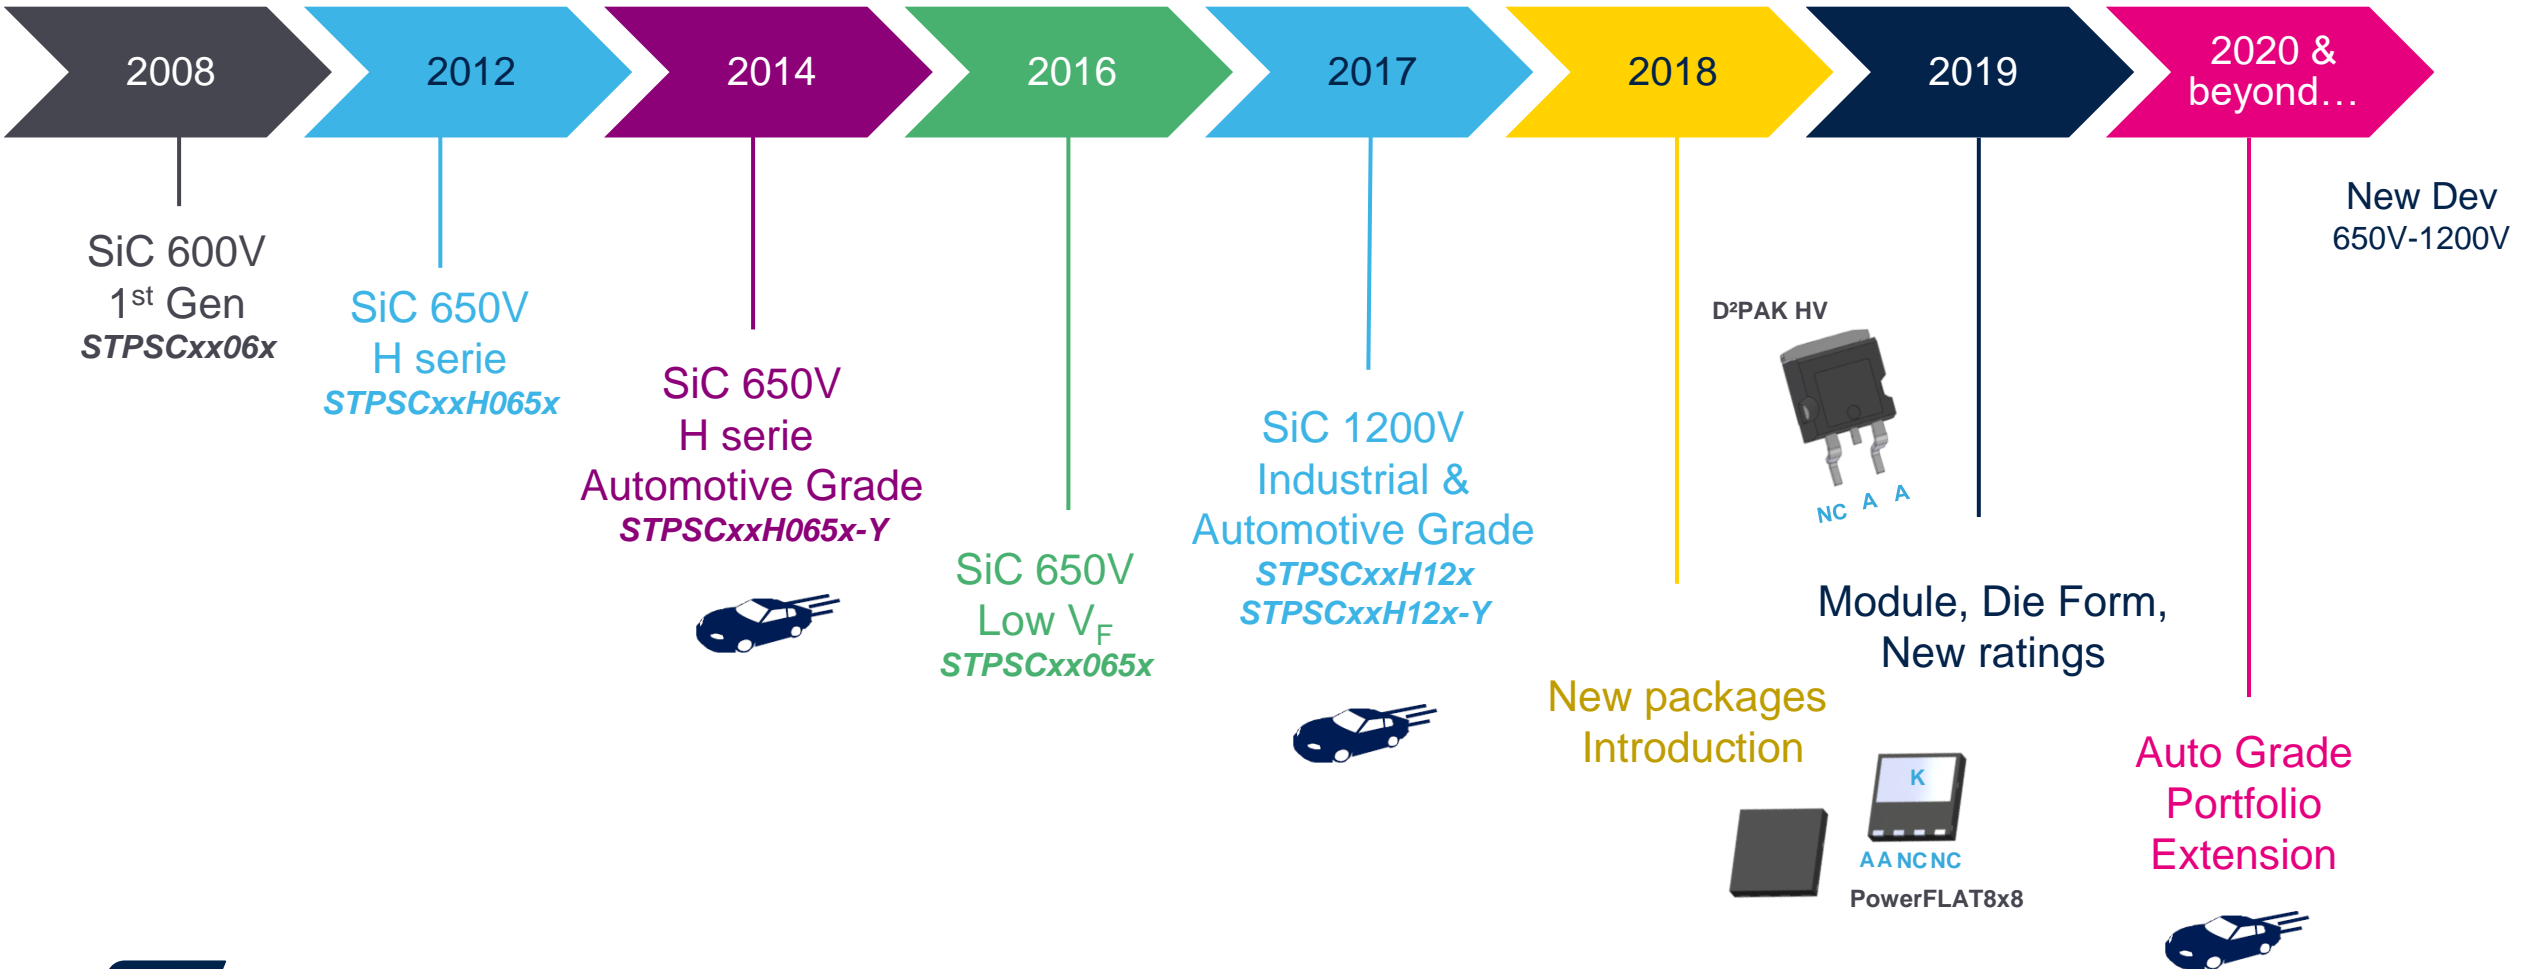 2008
2012
2014
2016
2017
2018
2019
2020 &
beyond…
SiC 600V
1st Gen
STPSCxx06x
SiC 650V
H serie
STPSCxxH065x
SiC 650V
H serie
Automotive Grade
STPSCxxH065x-Y
SiC 650V
Low VF
STPSCxx065x
SiC 1200V
Industrial &
Automotive Grade
STPSCxxH12x
STPSCxxH12x-Y
New packages
Introduction
D²PAK HV
NC A A
K
A A NC NC
PowerFLAT8x8
Module, Die Form,
New ratings
New Dev
650V-1200V
Auto Grade
Portfolio
Extension